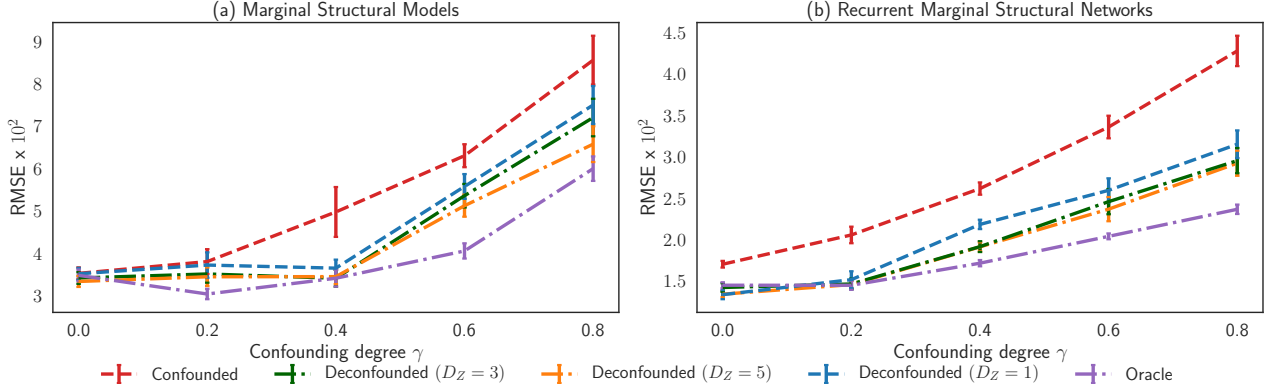 (a) Marginal Structural Models
RMSE x 10^2
9
8
7
6
5
4
3
0.0 0.2 0.4 0.6 0.8
Confounding degree γ
(b) Recurrent Marginal Structural Networks
RMSE x 10^2
4.5
4.0
3.5
3.0
2.5
2.0
1.5
0.0 0.2 0.4 0.6 0.8
Confounding degree γ
Confounded Deconfounded (D_Z = 3) Deconfounded (D_Z = 5) Deconfounded (D_Z = 1) Oracle